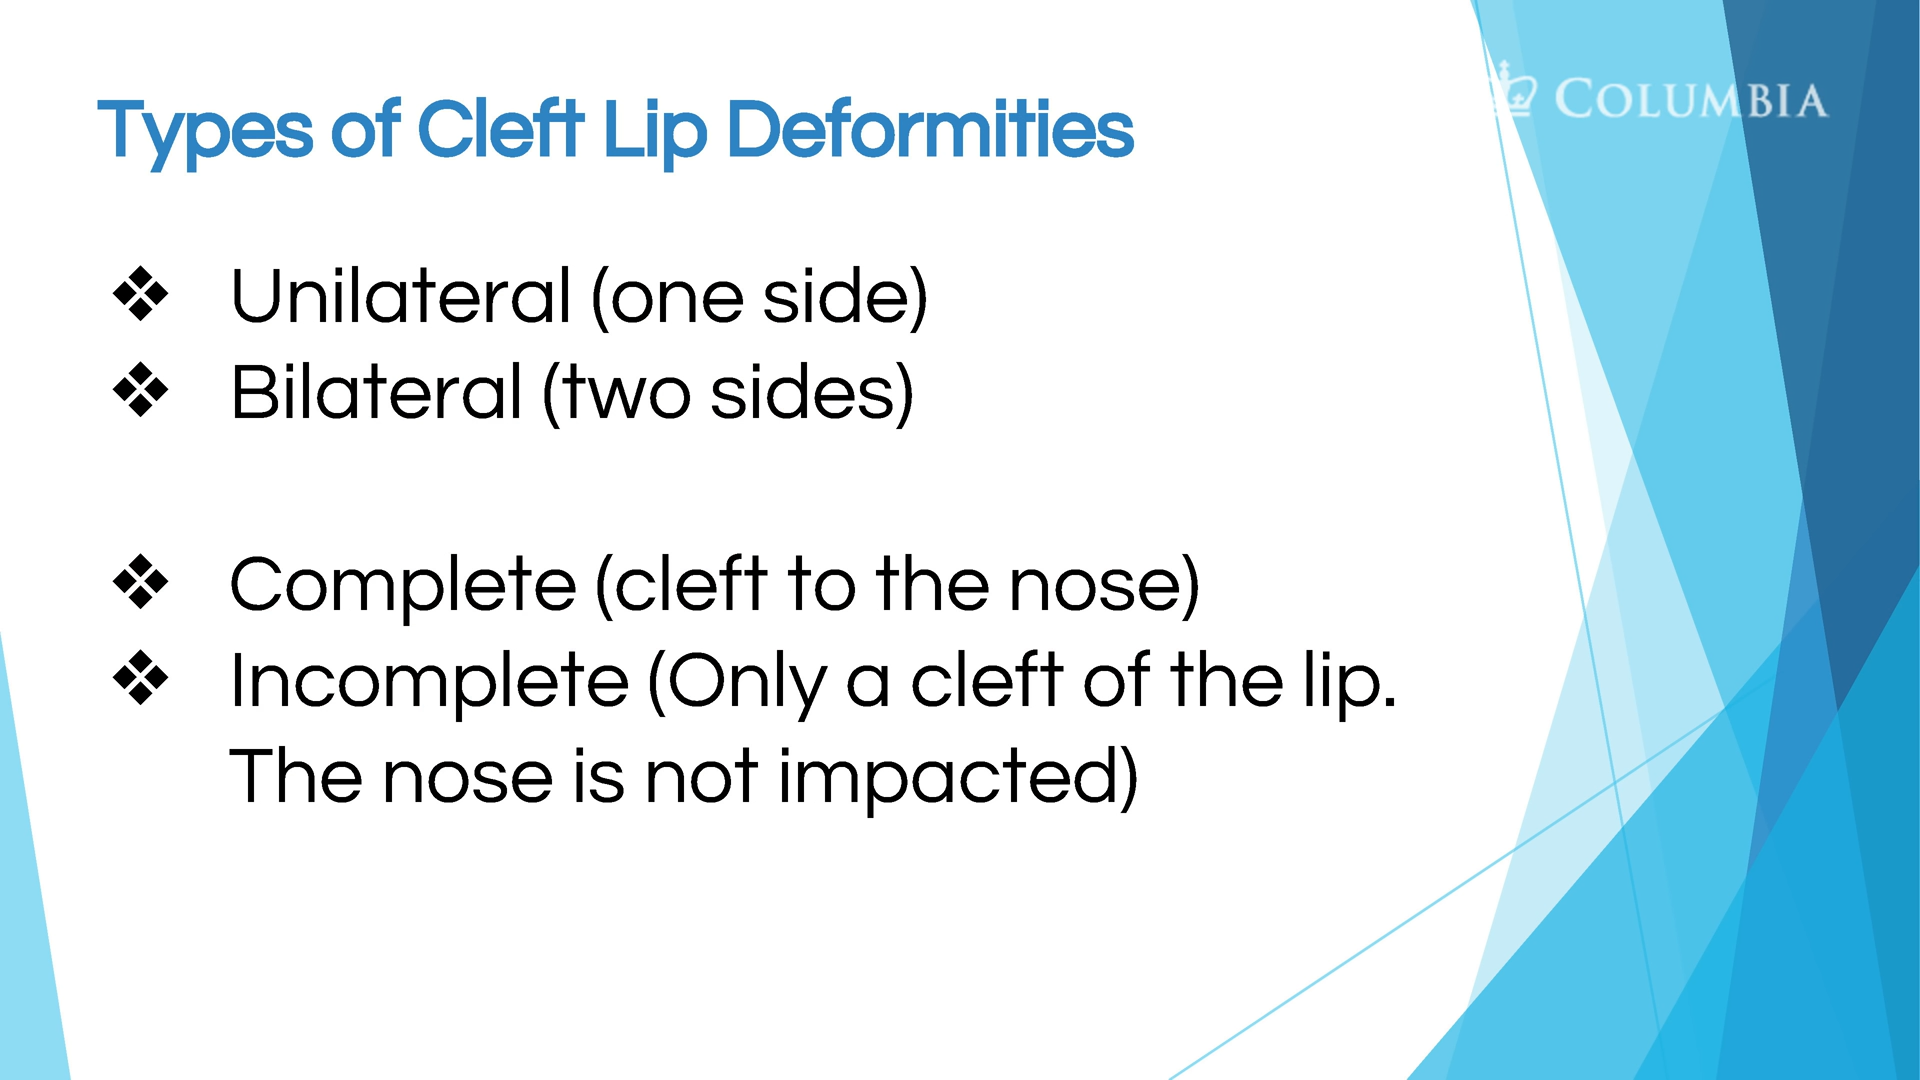 Types of Cleft Lip Deformities
COLUMBIA
❖ Unilateral (one side)
❖ Bilateral (two sides)
❖ Complete (cleft to the nose)
❖ Incomplete (Only a cleft of the lip.
The nose is not impacted)